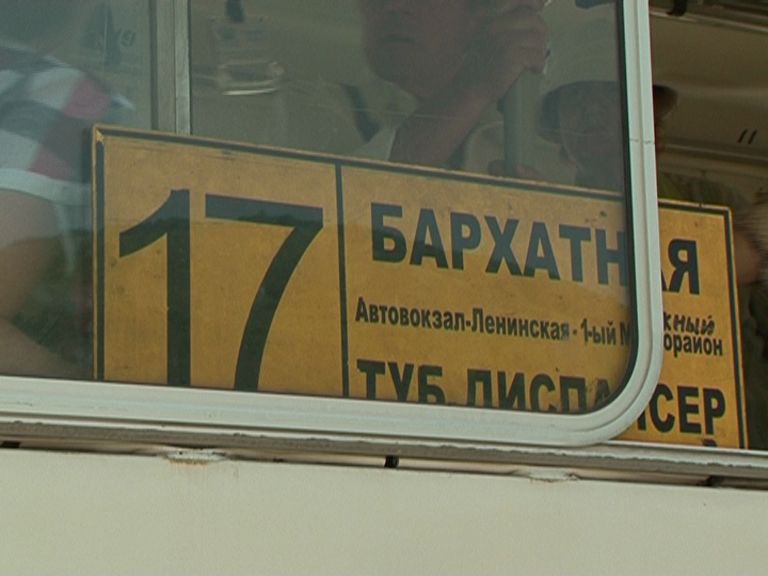 17
БАРХАТНАЯ
Автовокзал-Ленинская - 1-ый
ТУБ.ДИСПАНСЕР